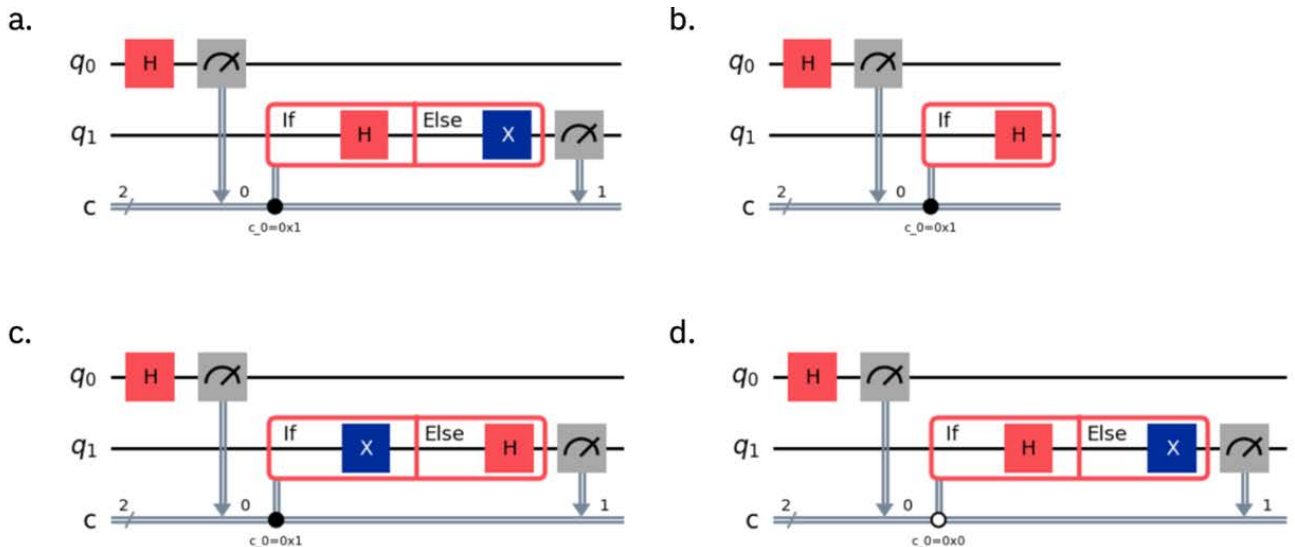 a.
q0 H
If H Else X
q1
2 0 1
c
c_0=0x1
b.
q0 H
If H
q1
2 0
c
c_0=0x1
c.
q0 H
If X Else H
q1
2 0 1
c
c_0=0x1
d.
q0 H
If H Else X
q1
2 0 1
c
c_0=0x0